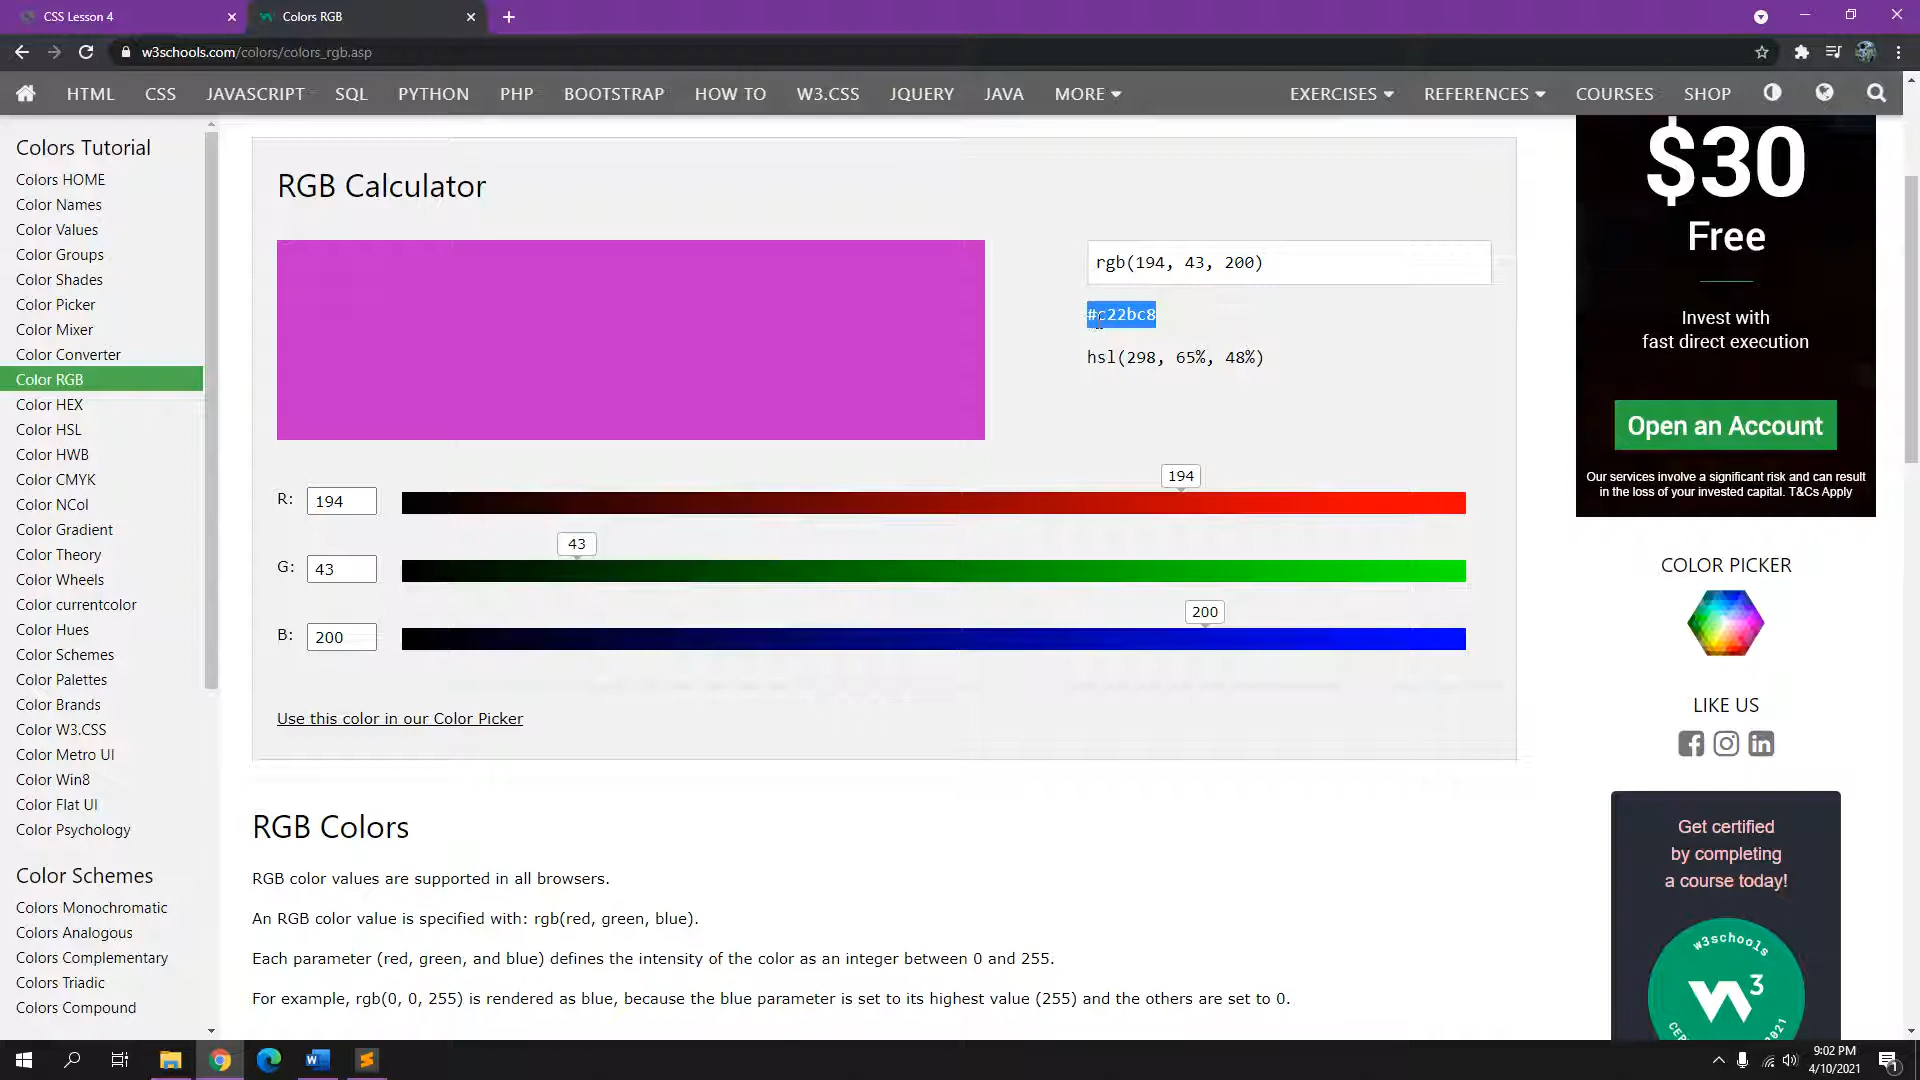 CSS Lesson 4
Colors RGB
w3schools.com/colors/colors_rgb.asp
HTML CSS JAVASCRIPT SQL PYTHON PHP BOOTSTRAP HOW TO W3.CSS JQUERY JAVA MORE EXERCISES REFERENCES COURSES SHOP
Colors Tutorial
Colors HOME
Color Names
Color Values
Color Groups
Color Shades
Color Picker
Color Mixer
Color Converter
Color RGB
Color HEX
Color HSL
Color HWB
Color CMYK
Color NCol
Color Gradient
Color Theory
Color Wheels
Color currentcolor
Color Hues
Color Schemes
Color Palettes
Color Brands
Color W3.CSS
Color Metro UI
Color Win8
Color Flat UI
Color Psychology
Color Schemes
Colors Monochromatic
Colors Analogous
Colors Complementary
Colors Triadic
Colors Compound
RGB Calculator
rgb(194, 43, 200)
#c22bc8
hsl(298, 65%, 48%)
194
R: 194
43
G: 43
200
B: 200
Use this color in our Color Picker
RGB Colors
RGB color values are supported in all browsers.
An RGB color value is specified with: rgb(red, green, blue).
Each parameter (red, green, and blue) defines the intensity of the color as an integer between 0 and 255.
For example, rgb(0, 0, 255) is rendered as blue, because the blue parameter is set to its highest value (255) and the others are set to 0.
$30
Free
Invest with
fast direct execution
Open an Account
Our services involve a significant risk and can result
in the loss of your invested capital. T&Cs Apply
COLOR PICKER
LIKE US
Get certified
by completing
a course today!
w3schools
W3
CER
2021
9:02 PM
4/10/2021
1